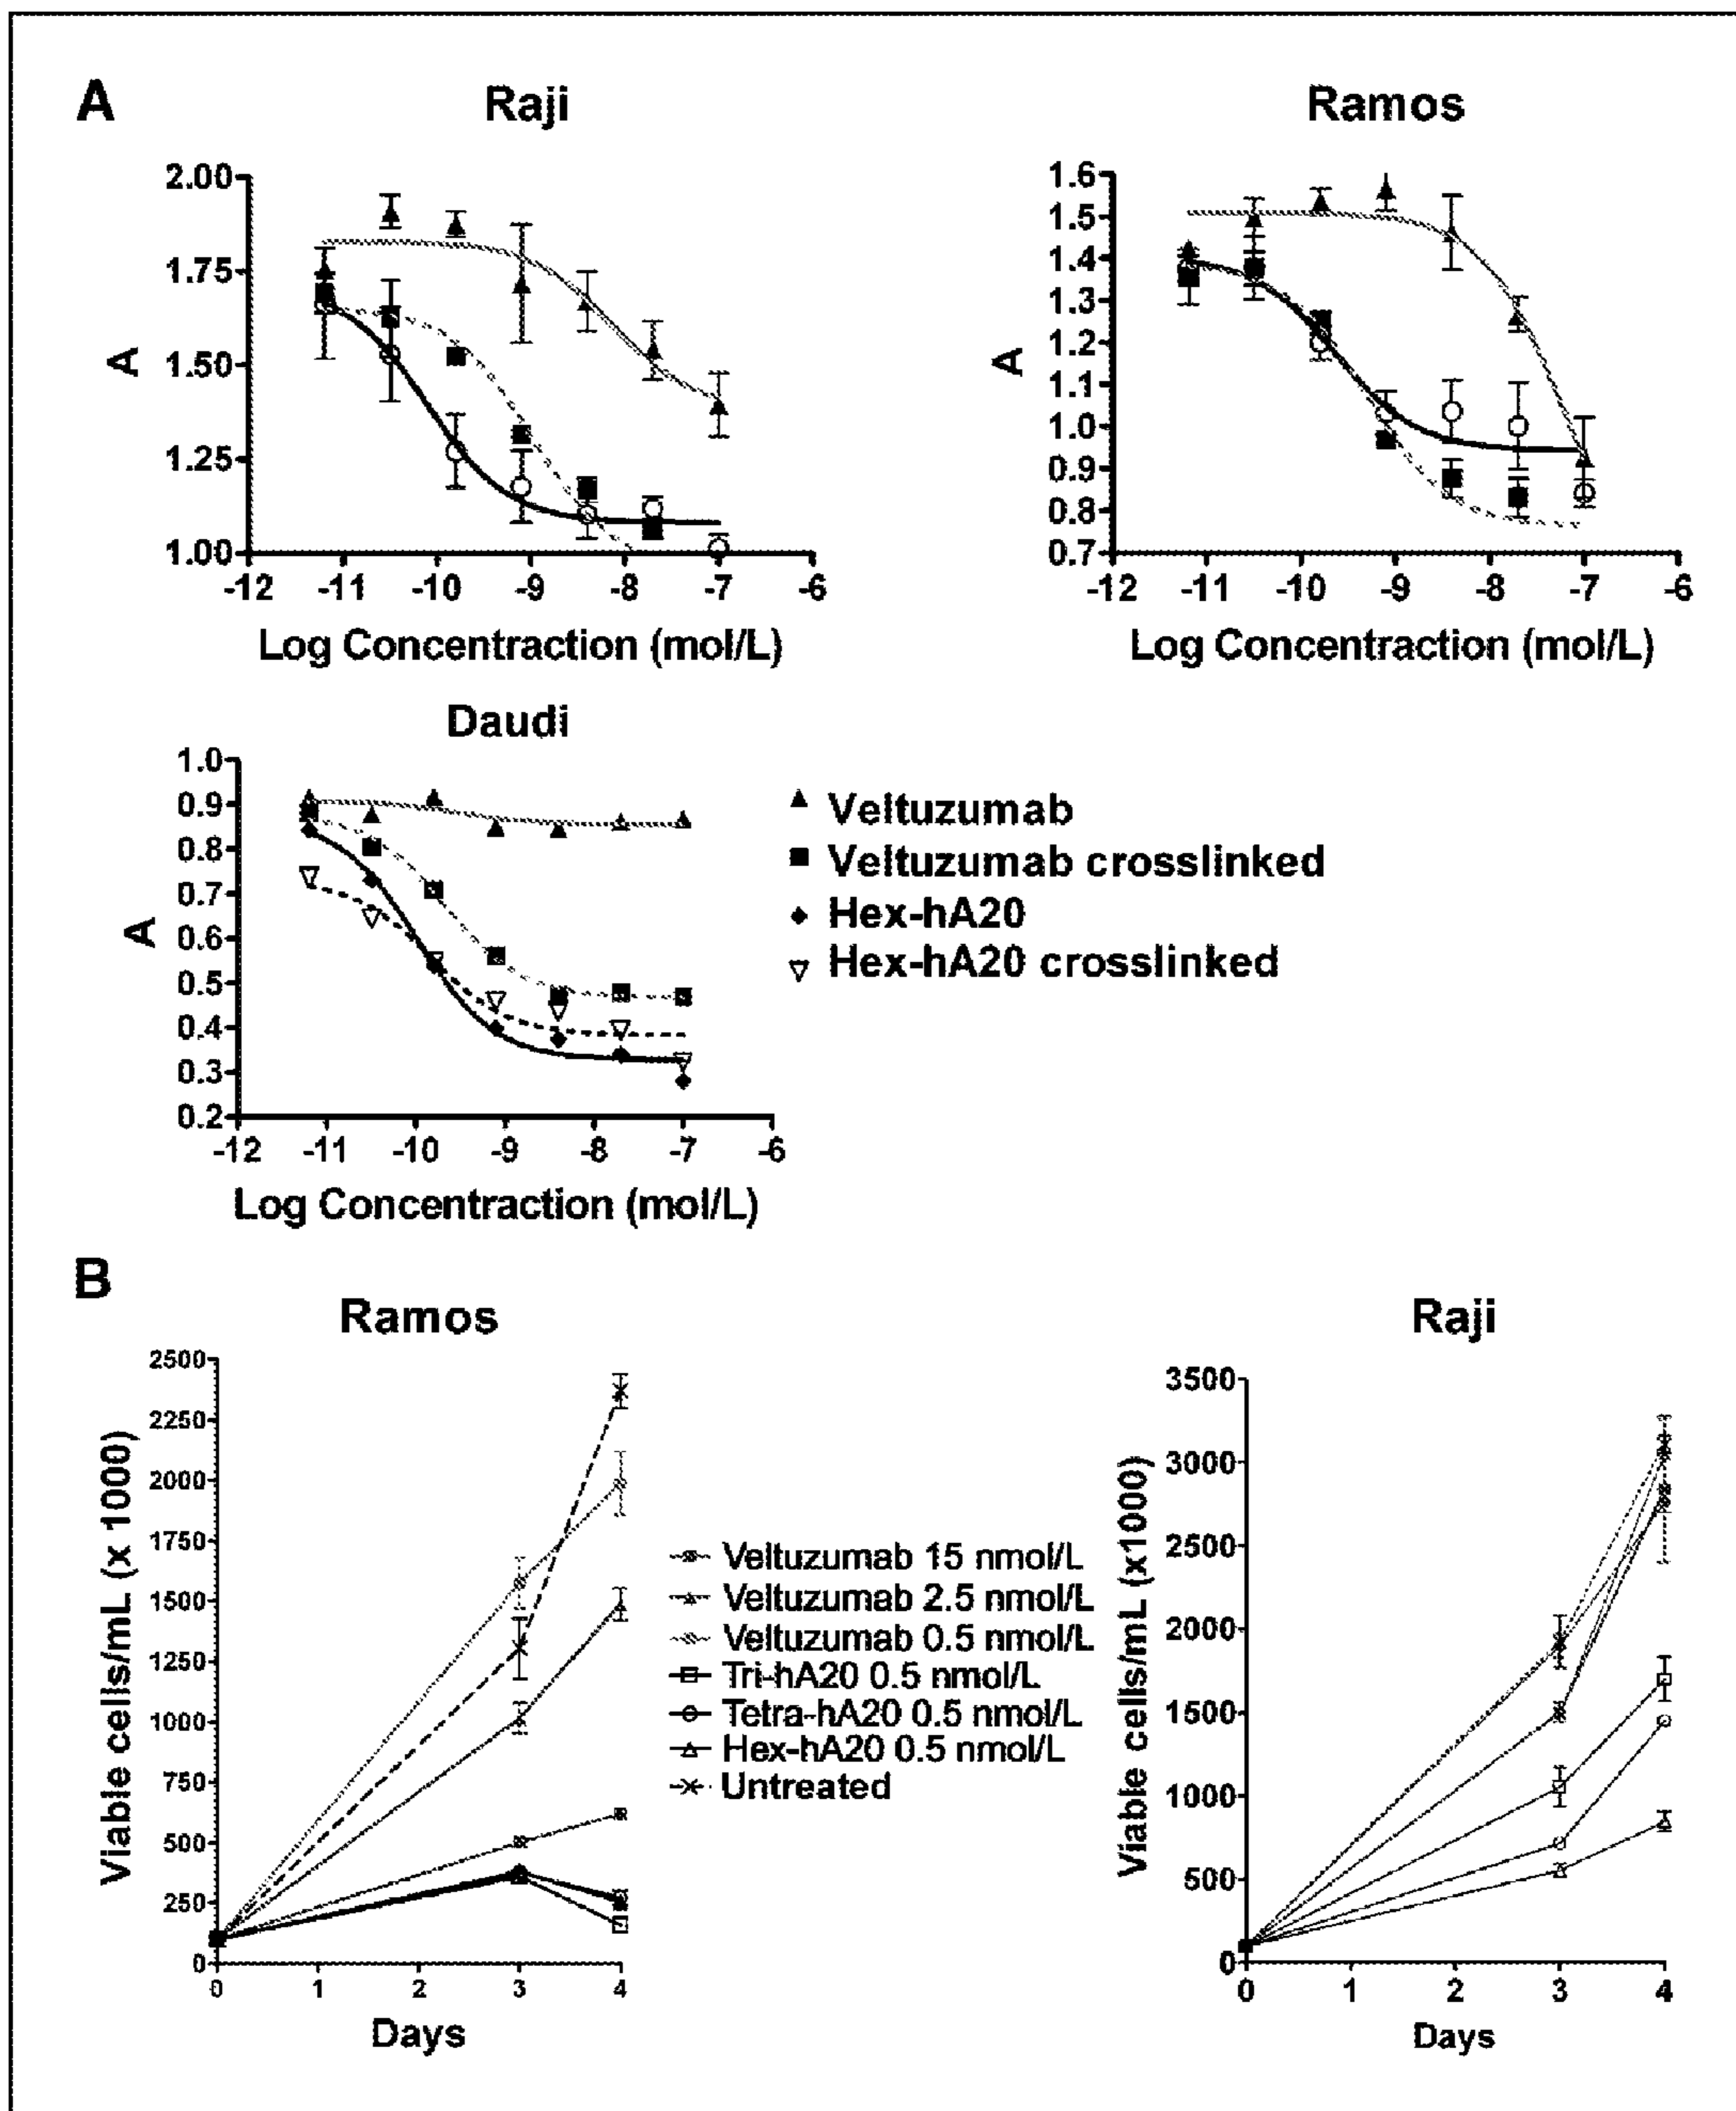 A
Raji
2.00
1.75
1.50
1.25
1.00
A
-12 -11 -10 -9 -8 -7 -6
Log Concentraction (mol/L)
Ramos
1.6
1.5
1.4
1.3
1.2
1.1
1.0
0.9
0.8
0.7
A
-12 -11 -10 -9 -8 -7 -6
Log Concentraction (mol/L)
Daudi
1.0
0.9
0.8
0.7
0.6
0.5
0.4
0.3
0.2
A
-12 -11 -10 -9 -8 -7 -6
Log Concentraction (mol/L)
Veltuzumab
Veltuzumab crosslinked
Hex-hA20
Hex-hA20 crosslinked
B
Ramos
2500
2250
2000
1750
1500
1250
1000
750
500
250
0
Viable cells/mL (x 1000)
0 1 2 3 4
Days
Veltuzumab 15 nmol/L
Veltuzumab 2.5 nmol/L
Veltuzumab 0.5 nmol/L
Tri-hA20 0.5 nmol/L
Tetra-hA20 0.5 nmol/L
Hex-hA20 0.5 nmol/L
Untreated
Raji
3500
3000
2500
2000
1500
1000
500
0
Viable cells/mL (x1000)
0 1 2 3 4
Days